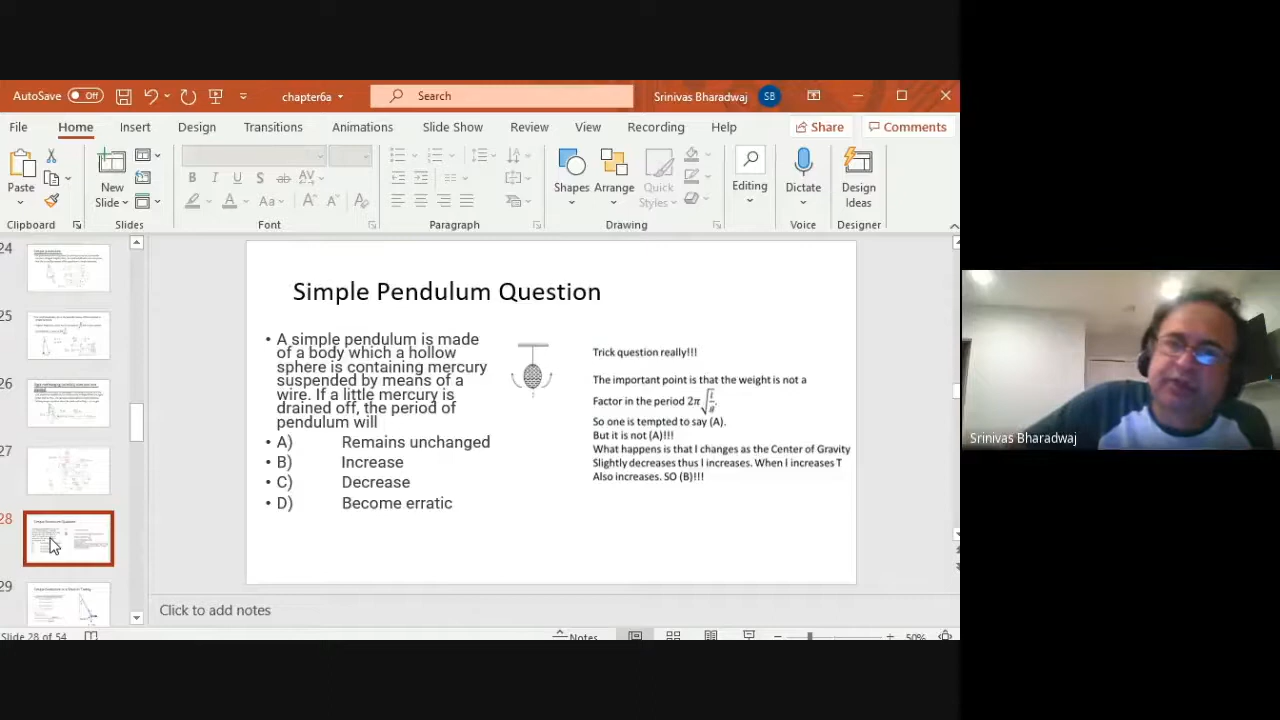 AutoSave Off chapter6a Search Srinivas Bharadwaj SB
File Home Insert Design Transitions Animations Slide Show Review View Recording Help Share Comments
Paste New Slide Shapes Arrange Quick Styles Editing Dictate Design Ideas
Clipboard Slides Font Paragraph Drawing Voice Designer
24
25
26
27
28
29
Simple Pendulum Question
• A simple pendulum is made
of a body which a hollow
sphere is containing mercury
suspended by means of a
wire. If a little mercury is
drained off, the period of
pendulum will
• A) Remains unchanged
• B) Increase
• C) Decrease
• D) Become erratic
Trick question really!!!
The important point is that the weight is not a
Factor in the period 2π√(l/g).
So one is tempted to say (A).
But it is not (A)!!!
What happens is that l changes as the Center of Gravity
Slightly decreases thus l increases. When l increases T
Also increases. SO (B)!!!
Click to add notes
Slide 28 of 54 Notes 50%
Srinivas Bharadwaj